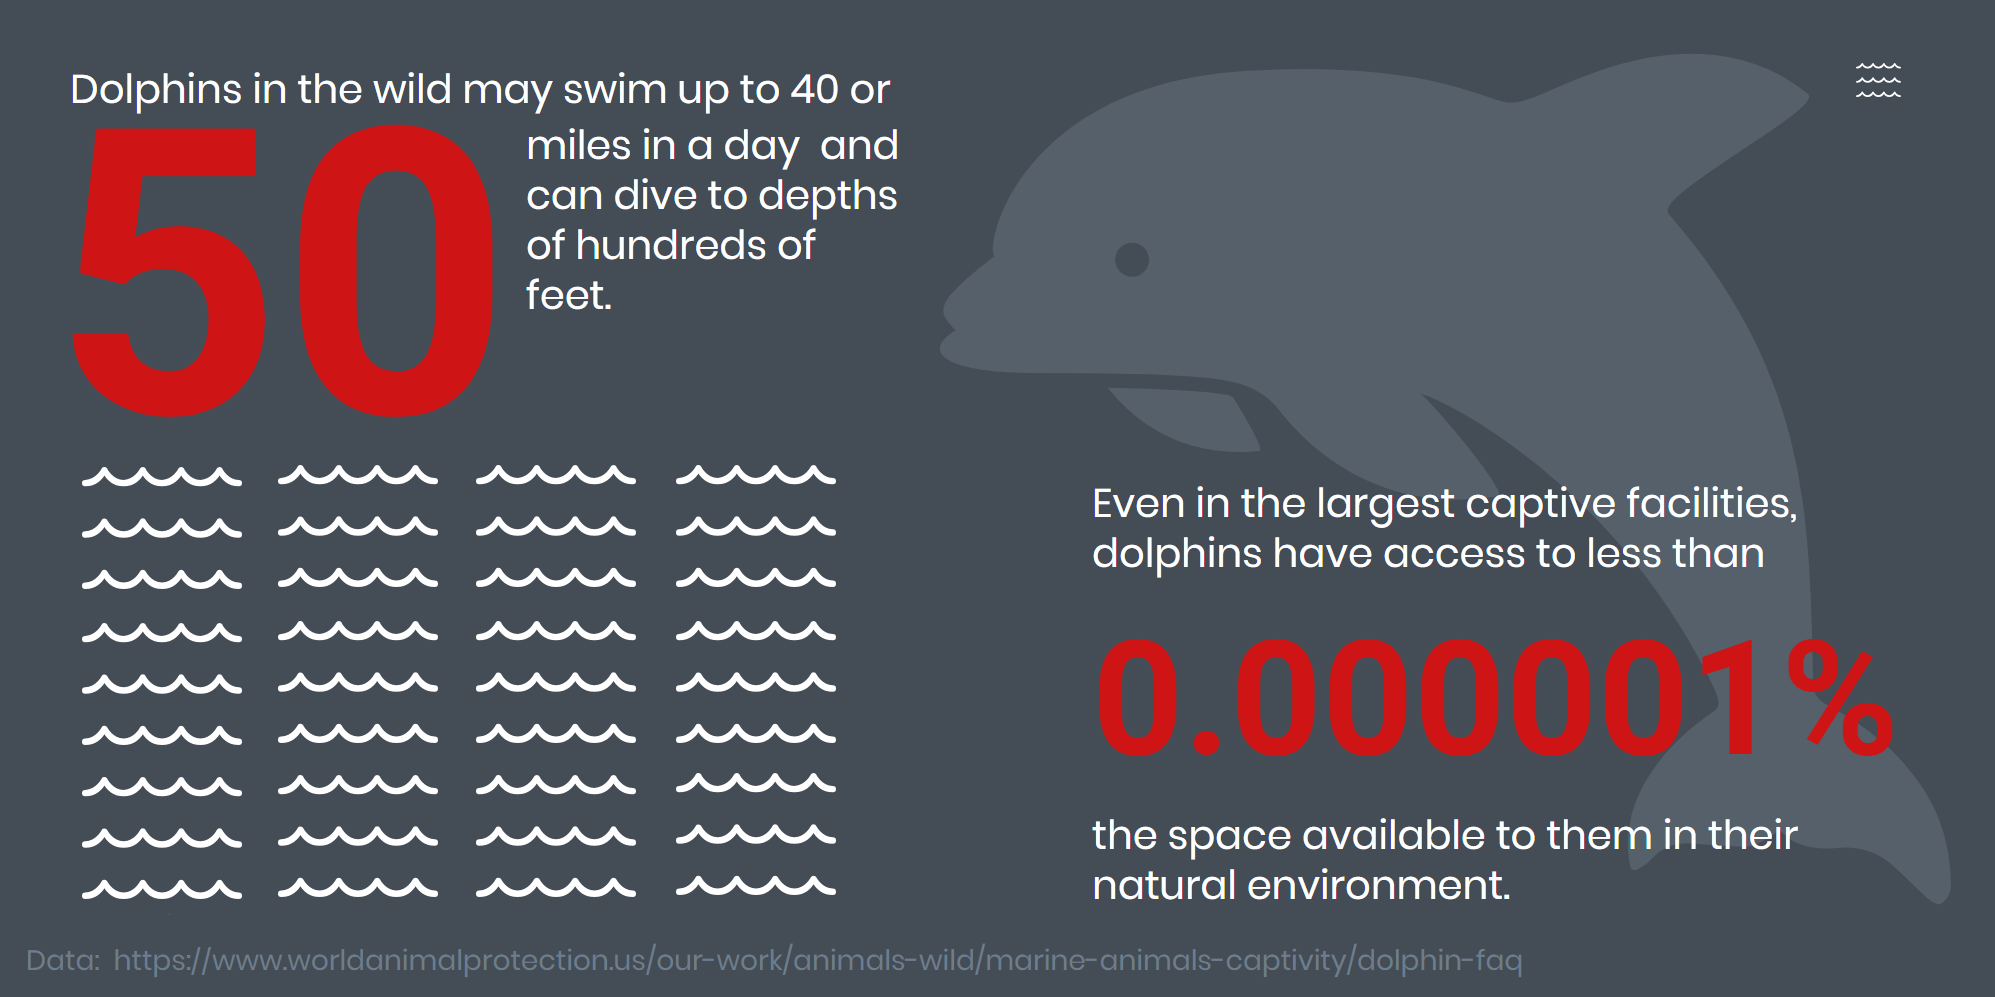 Dolphins in the wild may swim up to 40 or
50
miles in a day and
can dive to depths
of hundreds of
feet.
Even in the largest captive facilities,
dolphins have access to less than
0.000001%
the space available to them in their
natural environment.
Data: https://www.worldanimalprotection.us/our-work/animals-wild/marine-animals-captivity/dolphin-faq